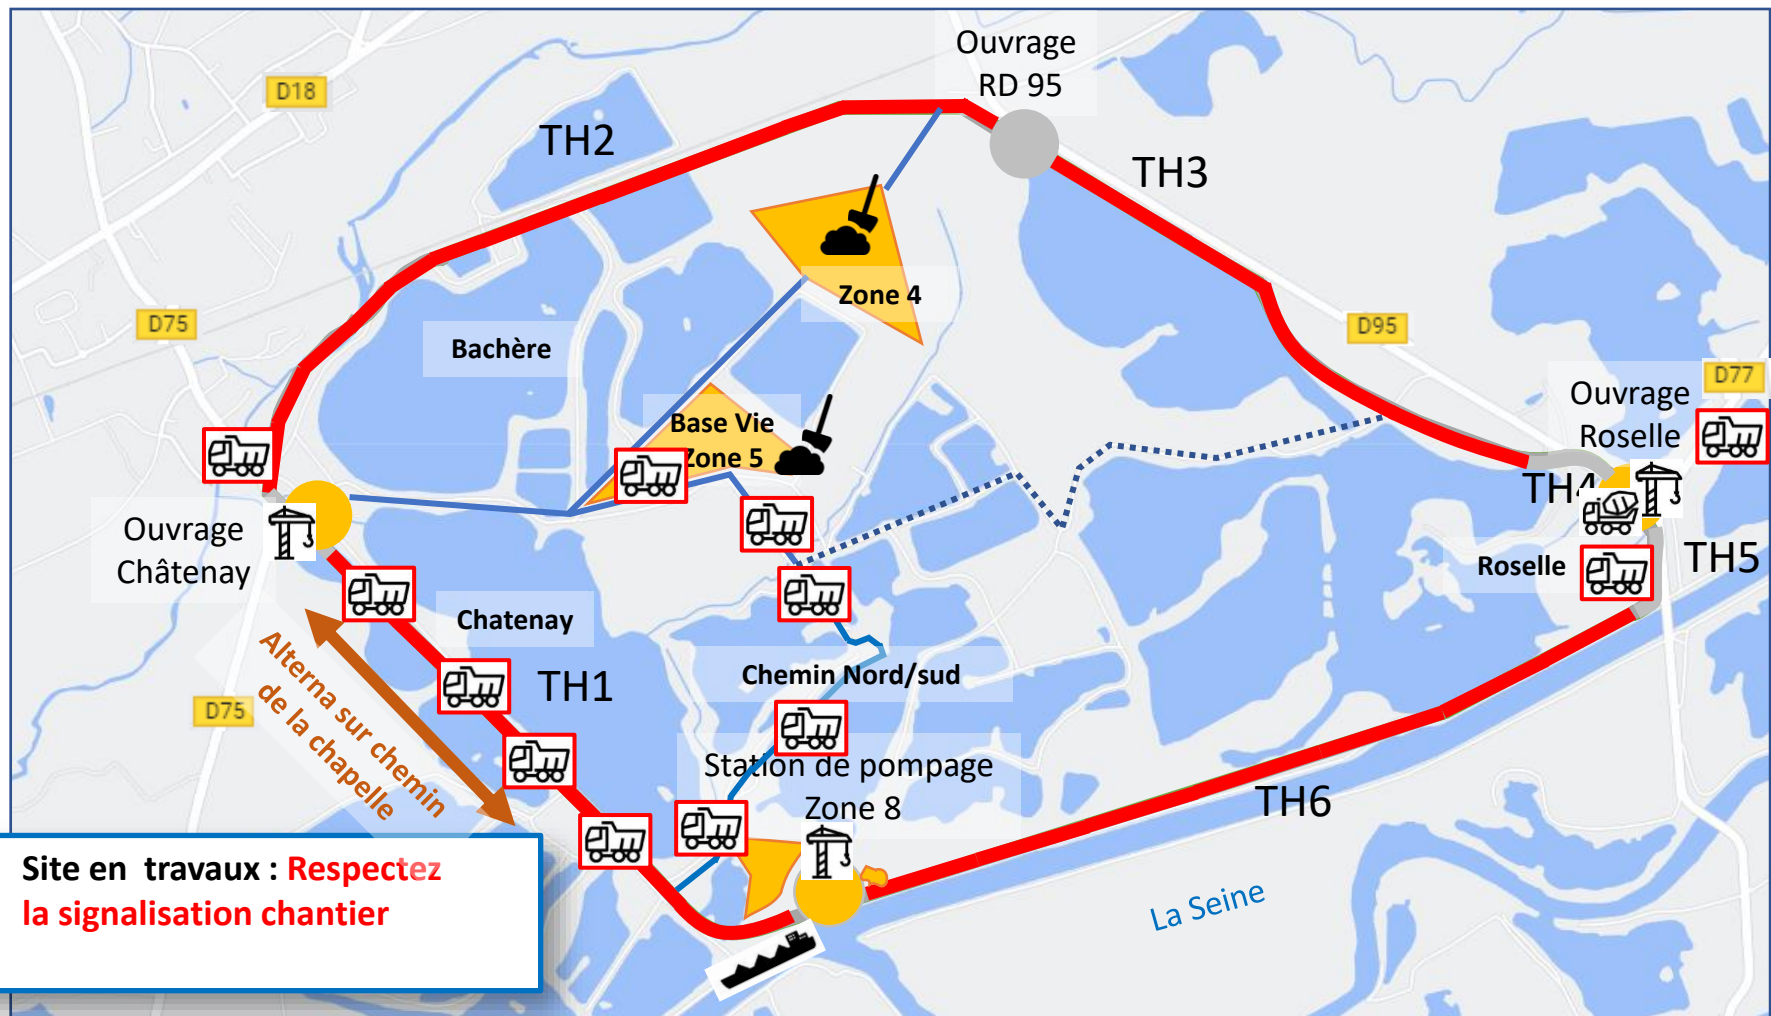 Ouvrage
RD 95
D18
TH2
TH3
Zone 4
D75
D95
Bachère
D77
Ouvrage
Roselle
Base Vie
Zone 5
TH4
Ouvrage
Châtenay
TH5
Roselle
Chatenay
Alterna sur chemin
de la chapelle
TH1
Chemin Nord/sud
D75
Station de pompage
Zone 8
TH6
Site en travaux : Respectez
la signalisation chantier
La Seine